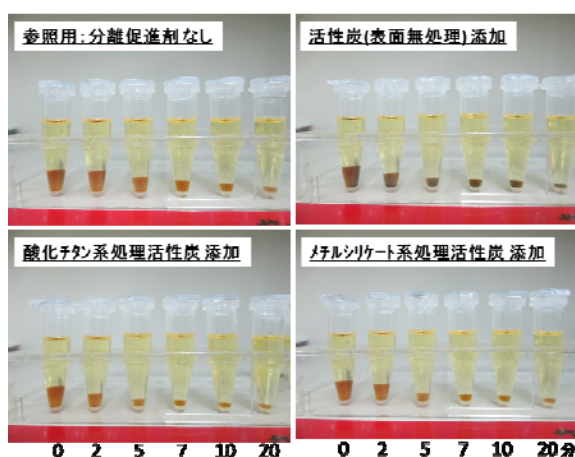 参照用:分離促進剤なし
活性炭(表面無処理)添加
酸化チタン系処理活性炭 添加
メチルシリケート系処理活性炭 添加
0 2 5 7 10 20
0 2 5 7 10 20分